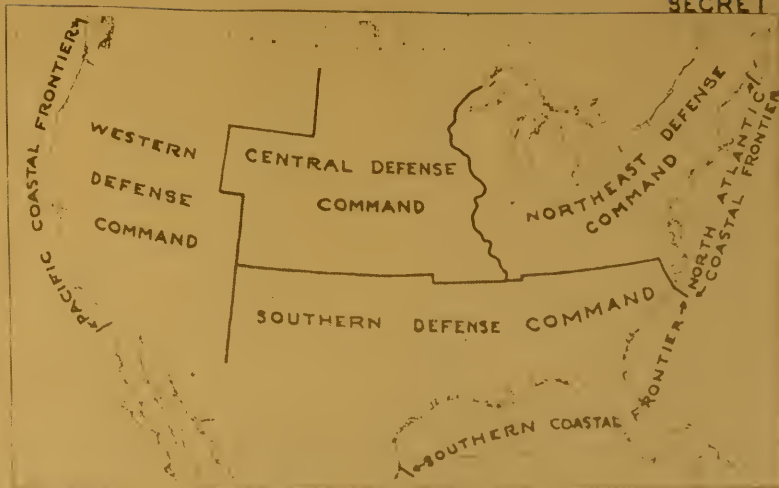 SECRET
PACIFIC COASTAL FRONTIER
WESTERN
DEFENSE
COMMAND
CENTRAL DEFENSE
COMMAND
NORTHEAST DEFENSE
COMMAND
NORTH ATLANTIC
COASTAL FRONTIER
SOUTHERN DEFENSE COMMAND
SOUTHERN COASTAL FRONTIER